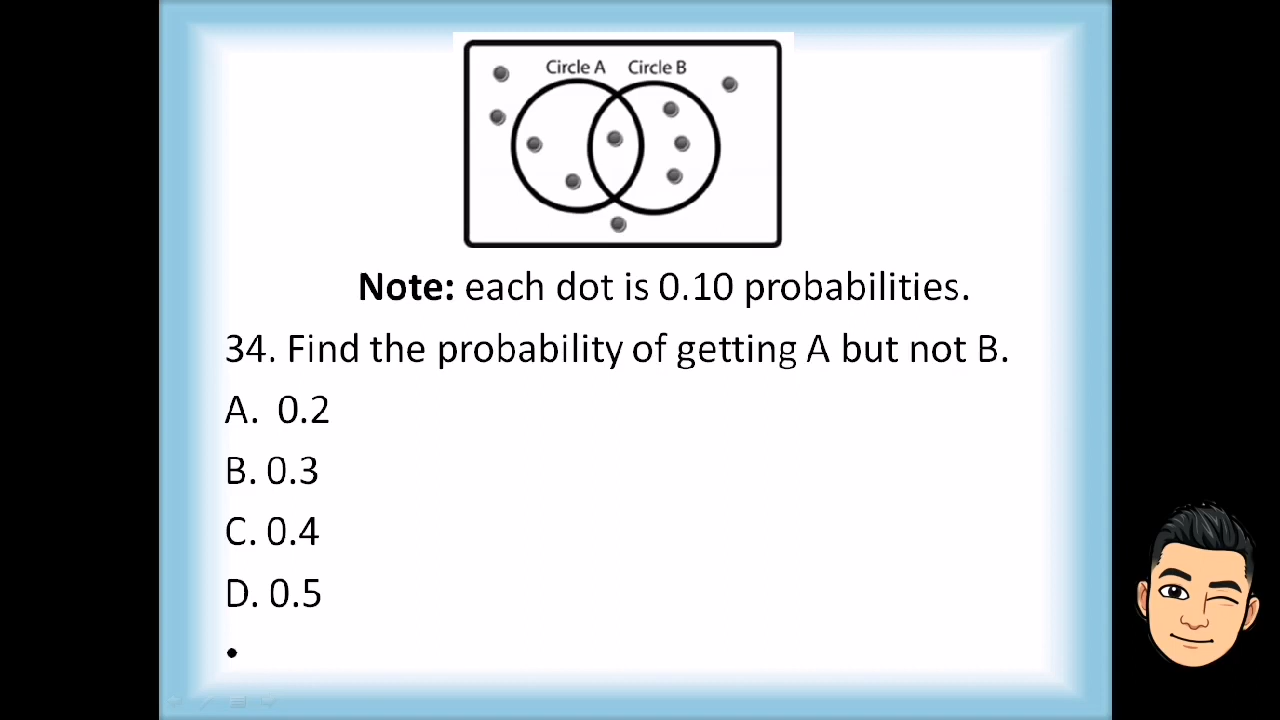 Circle A Circle B
Note: each dot is 0.10 probabilities.
34. Find the probability of getting A but not B.
A. 0.2
B. 0.3
C. 0.4
D. 0.5
•